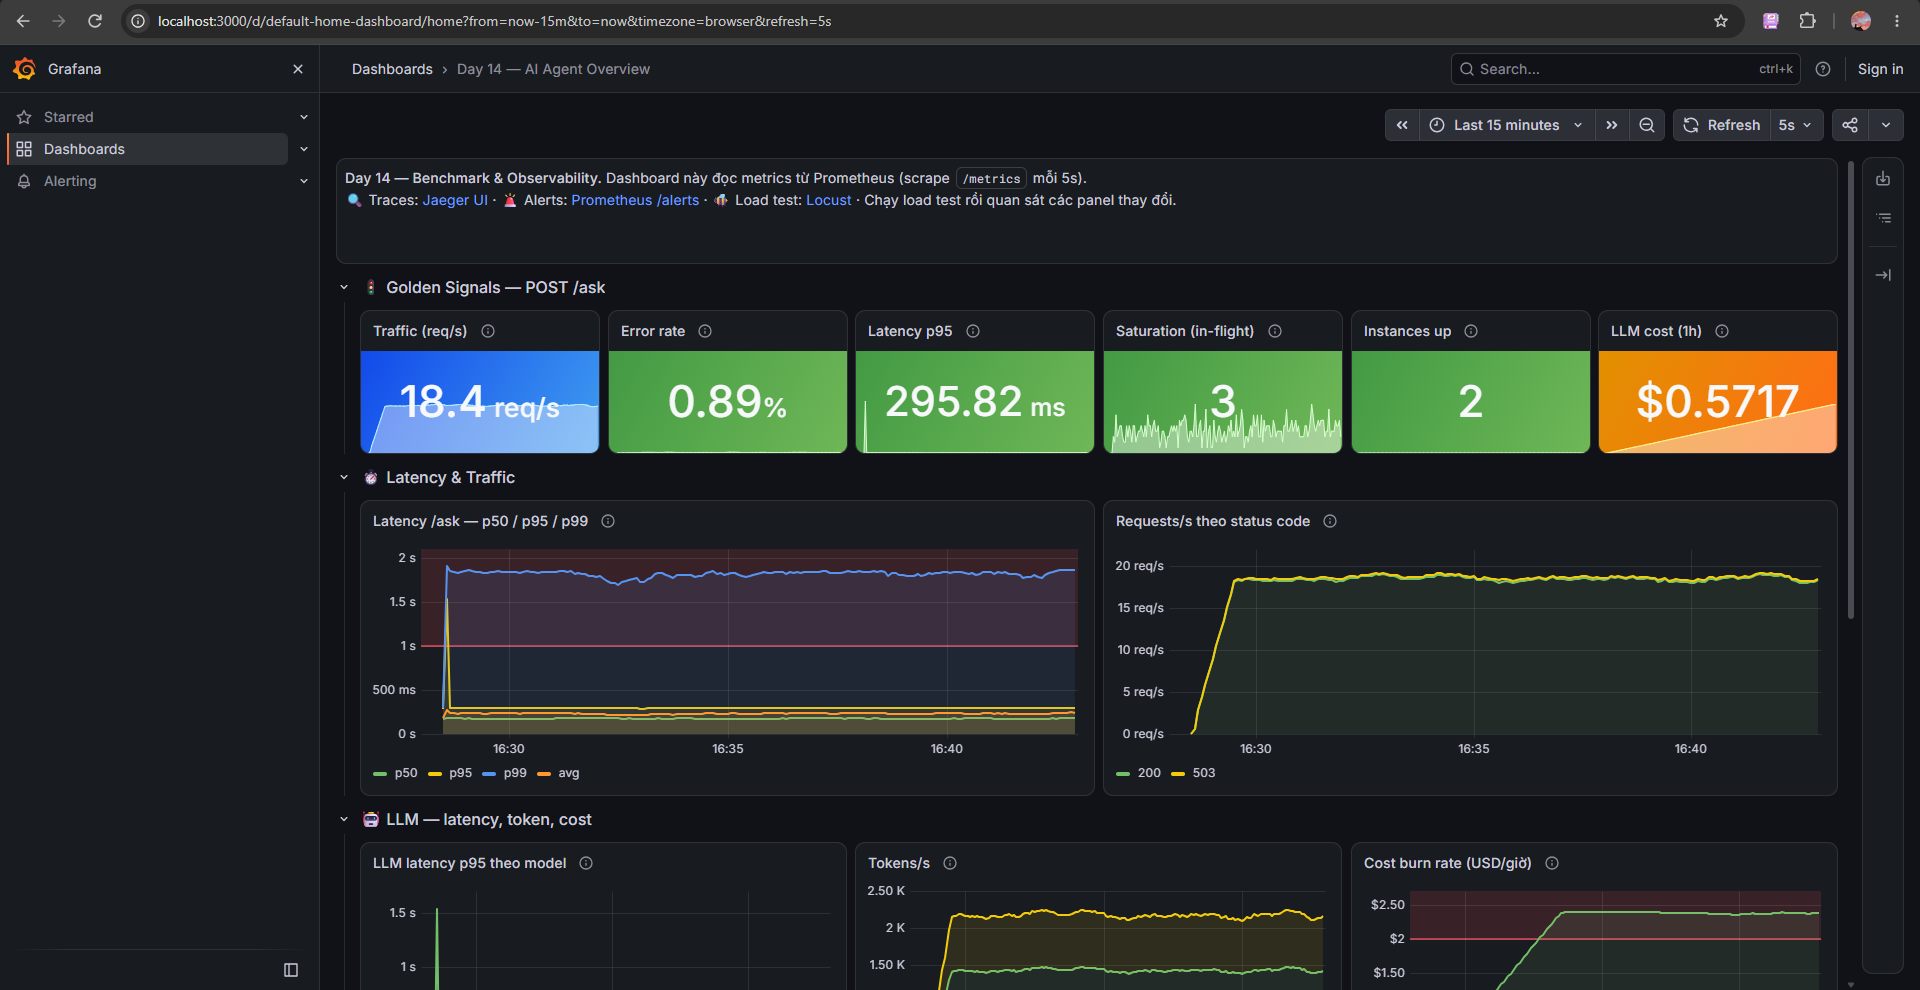 localhost:3000/d/default-home-dashboard/home?from=now-15m&to=now&timezone=browser&refresh=5s
Grafana
Dashboards › Day 14 — AI Agent Overview
Search...
ctrl+k
Sign in
Starred
Dashboards
Alerting
Last 15 minutes
Refresh
5s
Day 14 — Benchmark & Observability. Dashboard này đọc metrics từ Prometheus (scrape /metrics mỗi 5s).
🔍 Traces: Jaeger UI · 🚨 Alerts: Prometheus /alerts · 🐝 Load test: Locust · Chạy load test rồi quan sát các panel thay đổi.
🚦 Golden Signals — POST /ask
Traffic (req/s)
18.4 req/s
Error rate
0.89%
Latency p95
295.82 ms
Saturation (in-flight)
3
Instances up
2
LLM cost (1h)
$0.5717
⏱️ Latency & Traffic
Latency /ask — p50 / p95 / p99
2 s
1.5 s
1 s
500 ms
0 s
16:30 16:35 16:40
p50 p95 p99 avg
Requests/s theo status code
20 req/s
15 req/s
10 req/s
5 req/s
0 req/s
16:30 16:35 16:40
200 503
🤖 LLM — latency, token, cost
LLM latency p95 theo model
1.5 s
1 s
Tokens/s
2.50 K
2 K
1.50 K
Cost burn rate (USD/giờ)
$2.50
$2
$1.50